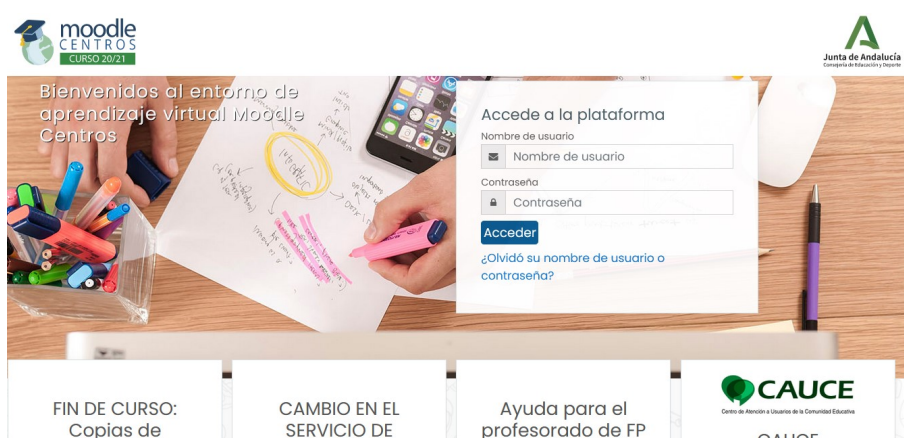 moodle
CENTROS
CURSO 20/21
Junta de Andalucía
Consejería de Educación y Deporte
Bienvenidos al entorno de
aprendizaje virtual Moodle
Centros
Accede a la plataforma
Nombre de usuario
Nombre de usuario
Contraseña
Contraseña
Acceder
¿Olvidó su nombre de usuario o
contraseña?
FIN DE CURSO:
Copias de
CAMBIO EN EL
SERVICIO DE
Ayuda para el
profesorado de FP
CAUCE
Centro de Atención a Usuarios de la Comunidad Educativa
CAUCE